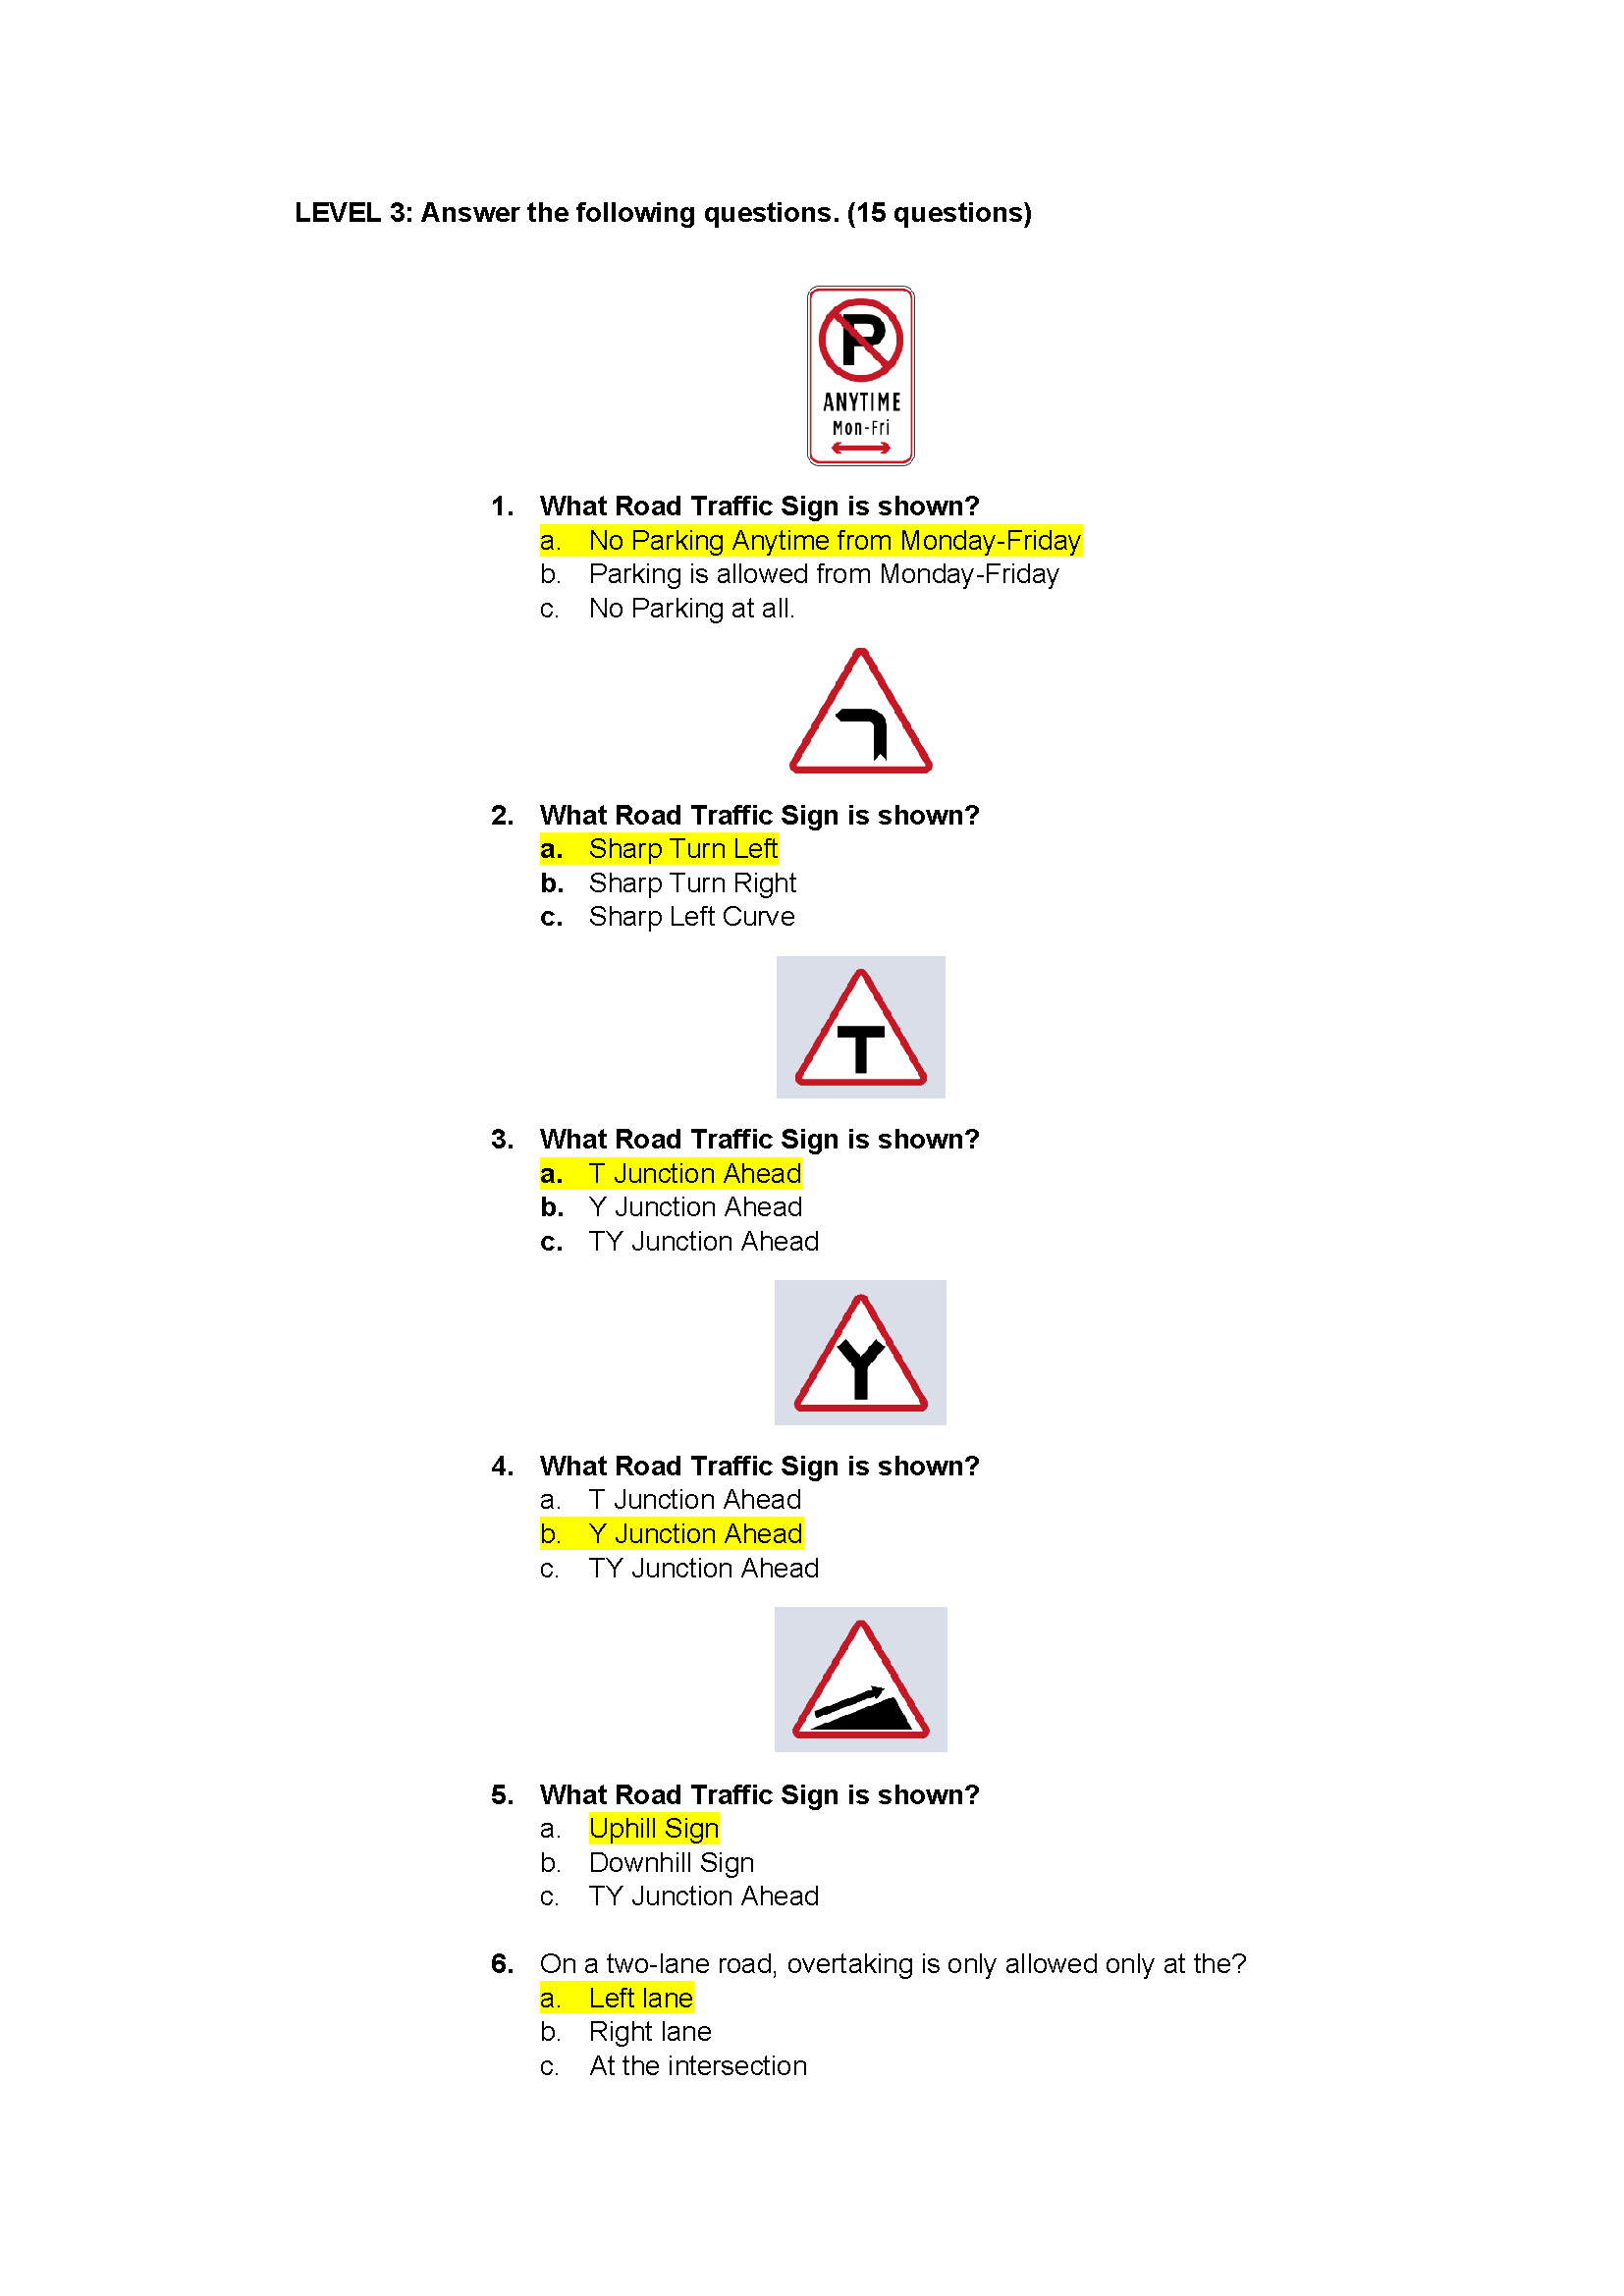 LEVEL 3: Answer the following questions. (15 questions)
P
ANYTIME
Mon-Fri
1. What Road Traffic Sign is shown?
a. No Parking Anytime from Monday-Friday
b. Parking is allowed from Monday-Friday
c. No Parking at all.
2. What Road Traffic Sign is shown?
a. Sharp Turn Left
b. Sharp Turn Right
c. Sharp Left Curve
3. What Road Traffic Sign is shown?
a. T Junction Ahead
b. Y Junction Ahead
c. TY Junction Ahead
4. What Road Traffic Sign is shown?
a. T Junction Ahead
b. Y Junction Ahead
c. TY Junction Ahead
5. What Road Traffic Sign is shown?
a. Uphill Sign
b. Downhill Sign
c. TY Junction Ahead
6. On a two-lane road, overtaking is only allowed only at the?
a. Left lane
b. Right lane
c. At the intersection